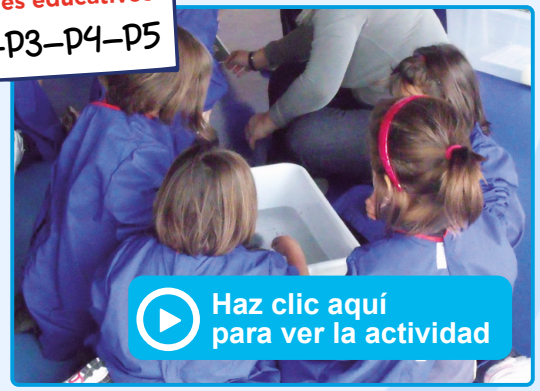 es educativos
-P3-P4-P5
Haz clic aquí
para ver la actividad